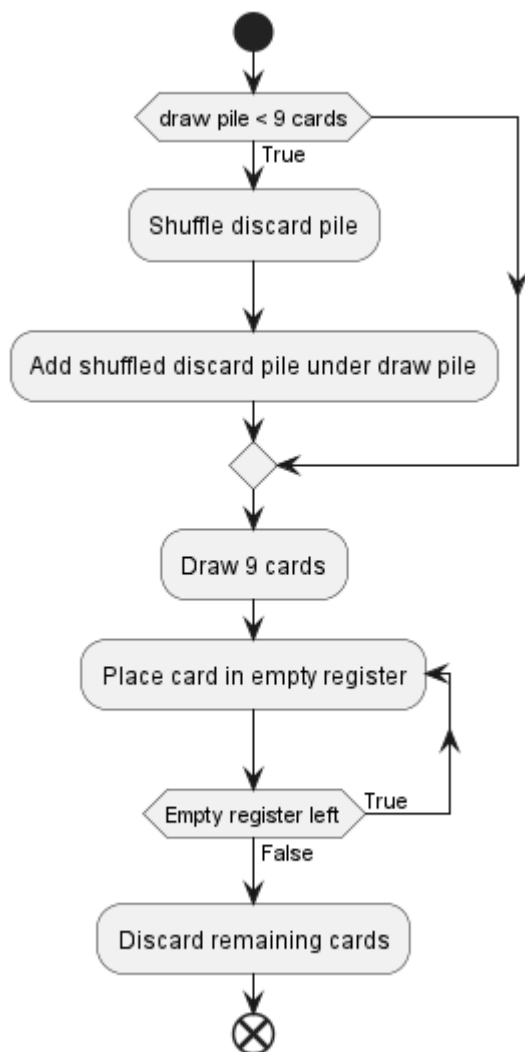 draw pile < 9 cards
True
Shuffle discard pile
Add shuffled discard pile under draw pile
Draw 9 cards
Place card in empty register
Empty register left
True
False
Discard remaining cards